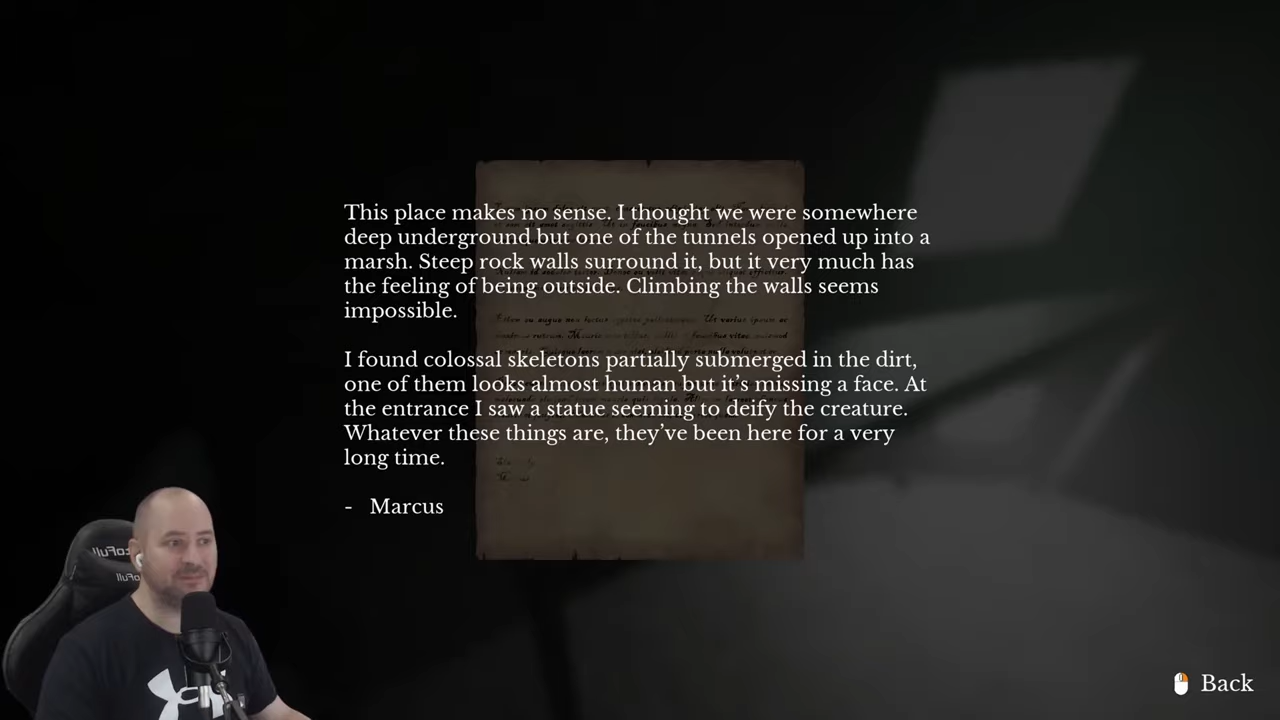 This place makes no sense. I thought we were somewhere
deep underground but one of the tunnels opened up into a
marsh. Steep rock walls surround it, but it very much has
the feeling of being outside. Climbing the walls seems
impossible.
I found colossal skeletons partially submerged in the dirt,
one of them looks almost human but it’s missing a face. At
the entrance I saw a statue seeming to deify the creature.
Whatever these things are, they’ve been here for a very
long time.
- Marcus
Back